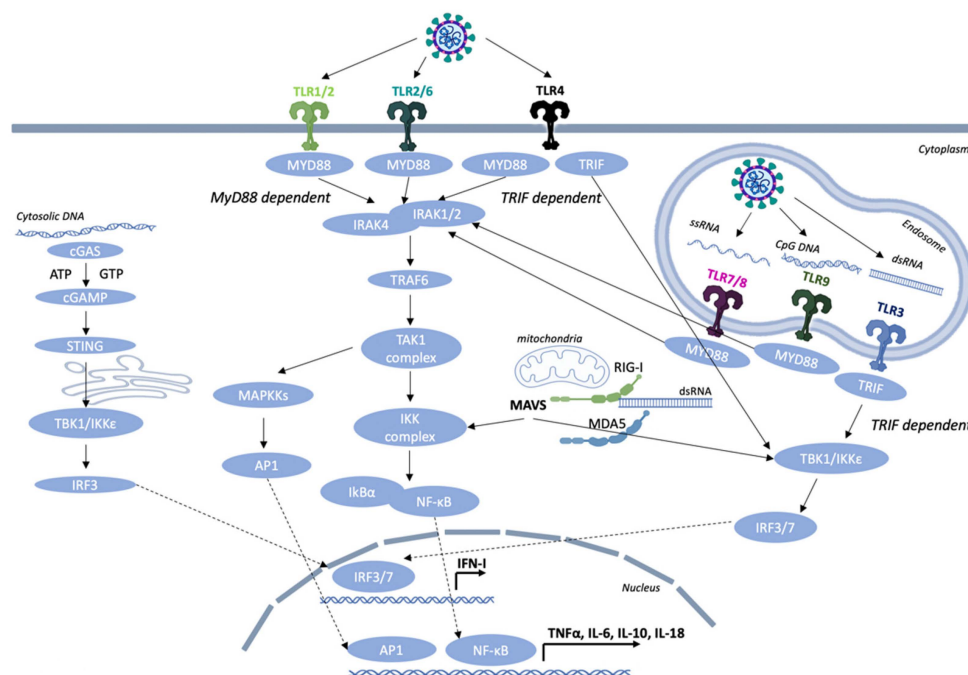 TLR1/2
TLR2/6
TLR4
Cytoplasm
MYD88
MYD88
MYD88
TRIF
MyD88 dependent
TRIF dependent
IRAK4
IRAK1/2
Cytosolic DNA
cGAS
ATP
GTP
cGAMP
STING
TBK1/IKKε
IRF3
TRAF6
TAK1
complex
MAPKKs
AP1
IKK
complex
IkBα
NF-κB
mitochondria
RIG-I
dsRNA
MAVS
MDA5
Endosome
ssRNA
CpG DNA
dsRNA
TLR7/8
TLR9
TLR3
MYD88
MYD88
TRIF
TRIF dependent
TBK1/IKKε
IRF3/7
Nucleus
IRF3/7
IFN-I
AP1
NF-κB
TNFα, IL-6, IL-10, IL-18